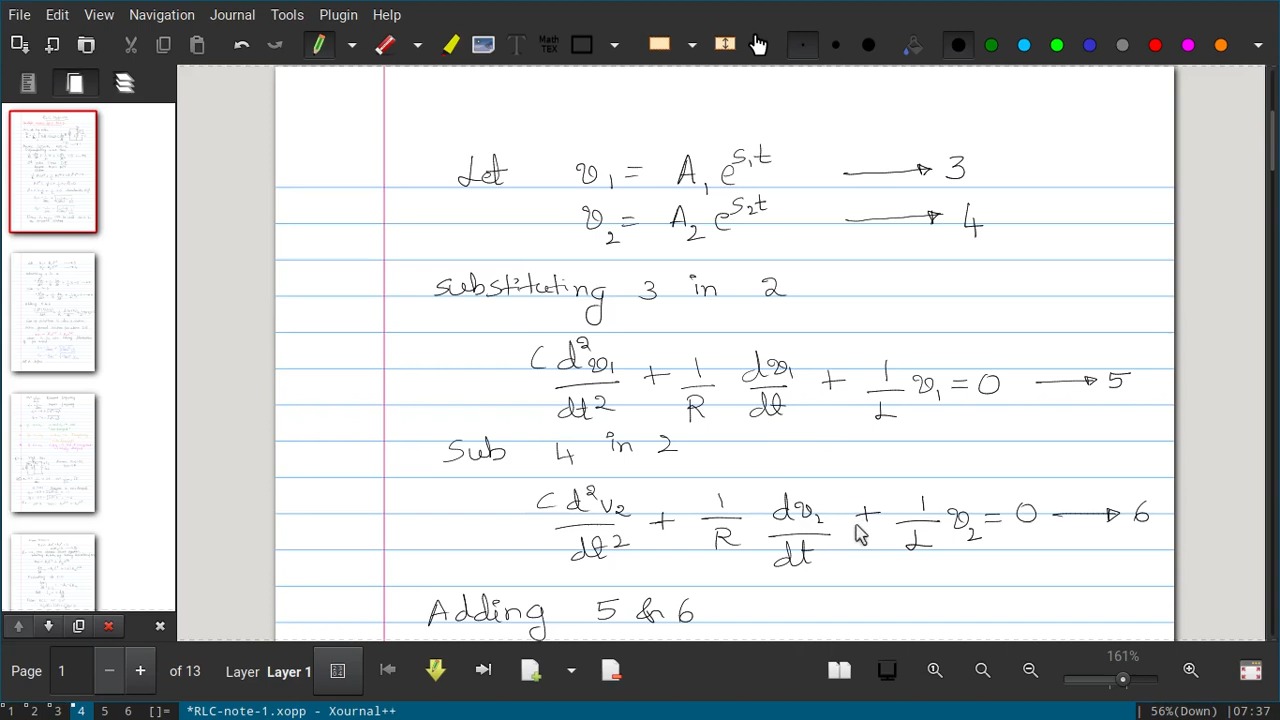 File Edit View Navigation Journal Tools Plugin Help
Math TEX T
Let v₁ = A₁ e^{s₁t} → 3
v₂ = A₂ e^{s₂t} → 4
substituting 3 in 2
C d²v₁/dt² + 1/R dv₁/dt + 1/L v₁ = 0 → 5
Sub 4 in 2
C d²v₂/dt² + 1/R dv₂/dt + 1/L v₂ = 0 → 6
Adding 5 & 6
161%
Page 1 of 13 Layer Layer 1
1 2 3 4 5 6 []= *RLC-note-1.xopp - Xournal++ 56%(Down) 07:37